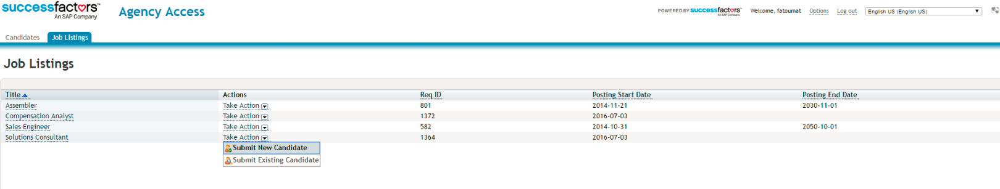 successfactors™
An SAP Company
Agency Access
POWERED BY successfactors™ An SAP Company Welcome, fatoumat Options Log out English US (English US)
Candidates Job Listings
Job Listings
Title Actions Req ID Posting Start Date Posting End Date
Assembler Take Action 801 2014-11-21 2030-11-01
Compensation Analyst Take Action 1372 2016-07-03
Sales Engineer Take Action 582 2014-10-31 2050-10-01
Solutions Consultant Take Action 1364 2016-07-03
Submit New Candidate
Submit Existing Candidate